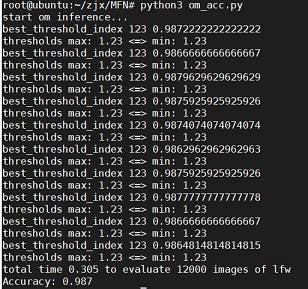 root@ubuntu:~/zjx/MFN# python3 om_acc.py
start om inference...
best_threshold_index 123 0.9872222222222222
thresholds max: 1.23 <=> min: 1.23
best_threshold_index 123 0.9866666666666667
thresholds max: 1.23 <=> min: 1.23
best_threshold_index 123 0.9879629629629629
thresholds max: 1.23 <=> min: 1.23
best_threshold_index 123 0.9875925925925926
thresholds max: 1.23 <=> min: 1.23
best_threshold_index 123 0.9874074074074074
thresholds max: 1.23 <=> min: 1.23
best_threshold_index 123 0.9862962962962963
thresholds max: 1.23 <=> min: 1.23
best_threshold_index 123 0.9875925925925926
thresholds max: 1.23 <=> min: 1.23
best_threshold_index 123 0.9877777777777778
thresholds max: 1.23 <=> min: 1.23
best_threshold_index 123 0.9866666666666667
thresholds max: 1.23 <=> min: 1.23
best_threshold_index 123 0.9864814814814815
thresholds max: 1.23 <=> min: 1.23
total time 0.305 to evaluate 12000 images of lfw
Accuracy: 0.987